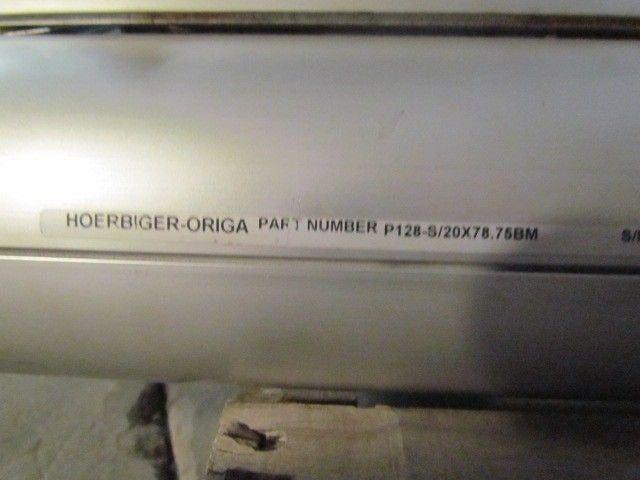 HOERBIGER-ORIGA PART NUMBER P128-S/20X78.75BM